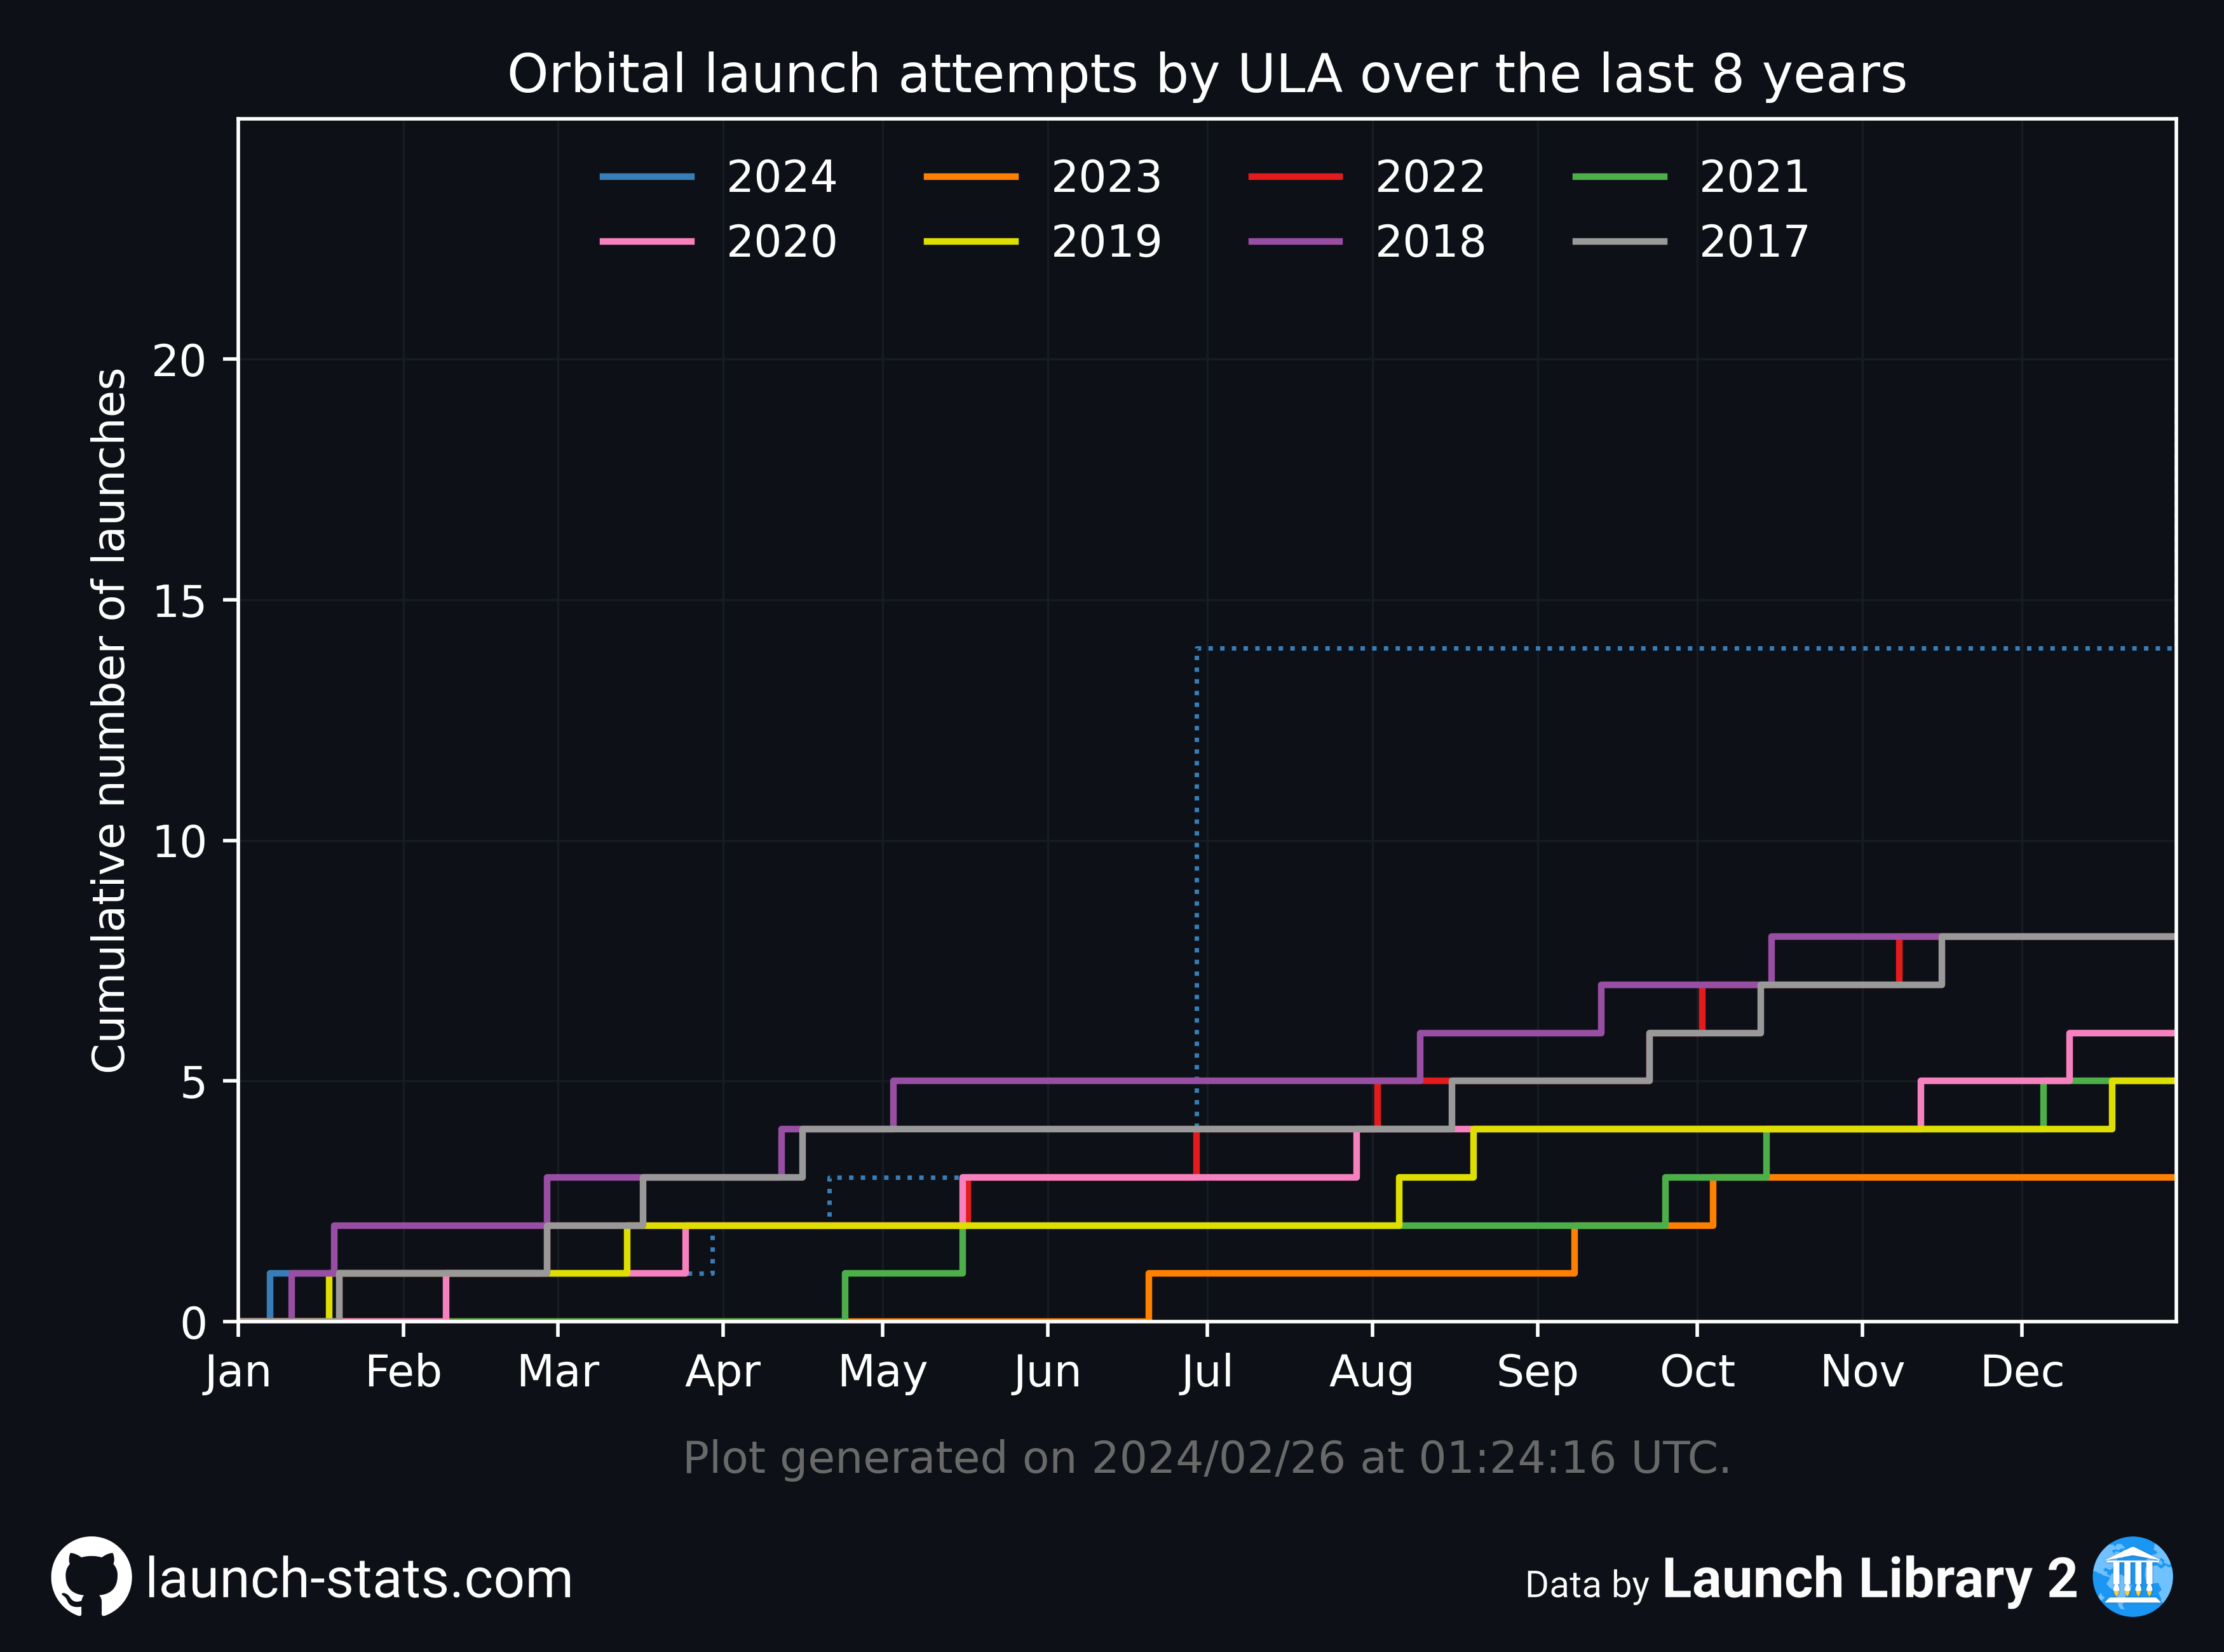 Orbital launch attempts by ULA over the last 8 years
2024 2023 2022 2021
2020 2019 2018 2017
Cumulative number of launches
20
15
10
5
0
Jan Feb Mar Apr May Jun Jul Aug Sep Oct Nov Dec
Plot generated on 2024/02/26 at 01:24:16 UTC.
launch-stats.com
Data by Launch Library 2